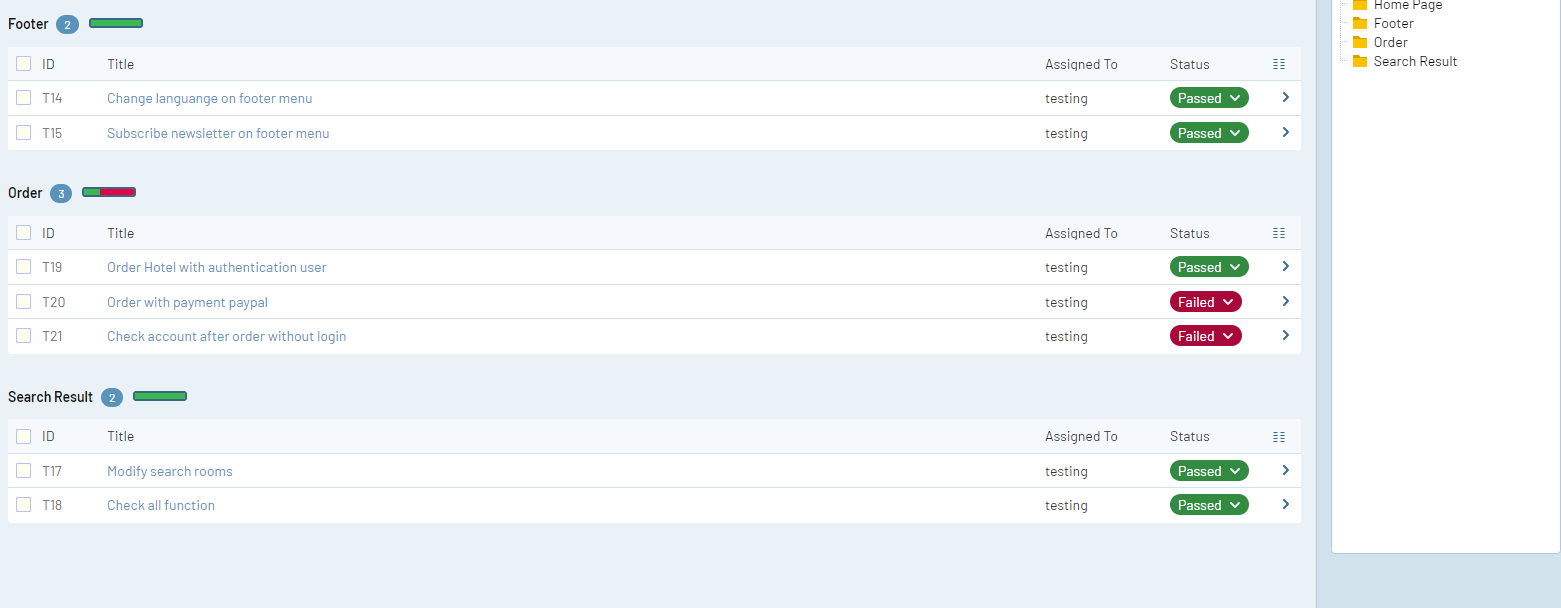 Footer 2
ID Title Assigned To Status
T14 Change languange on footer menu testing Passed
T15 Subscribe newsletter on footer menu testing Passed
Order 3
ID Title Assigned To Status
T19 Order Hotel with authentication user testing Passed
T20 Order with payment paypal testing Failed
T21 Check account after order without login testing Failed
Search Result 2
ID Title Assigned To Status
T17 Modify search rooms testing Passed
T18 Check all function testing Passed
Home Page
Footer
Order
Search Result